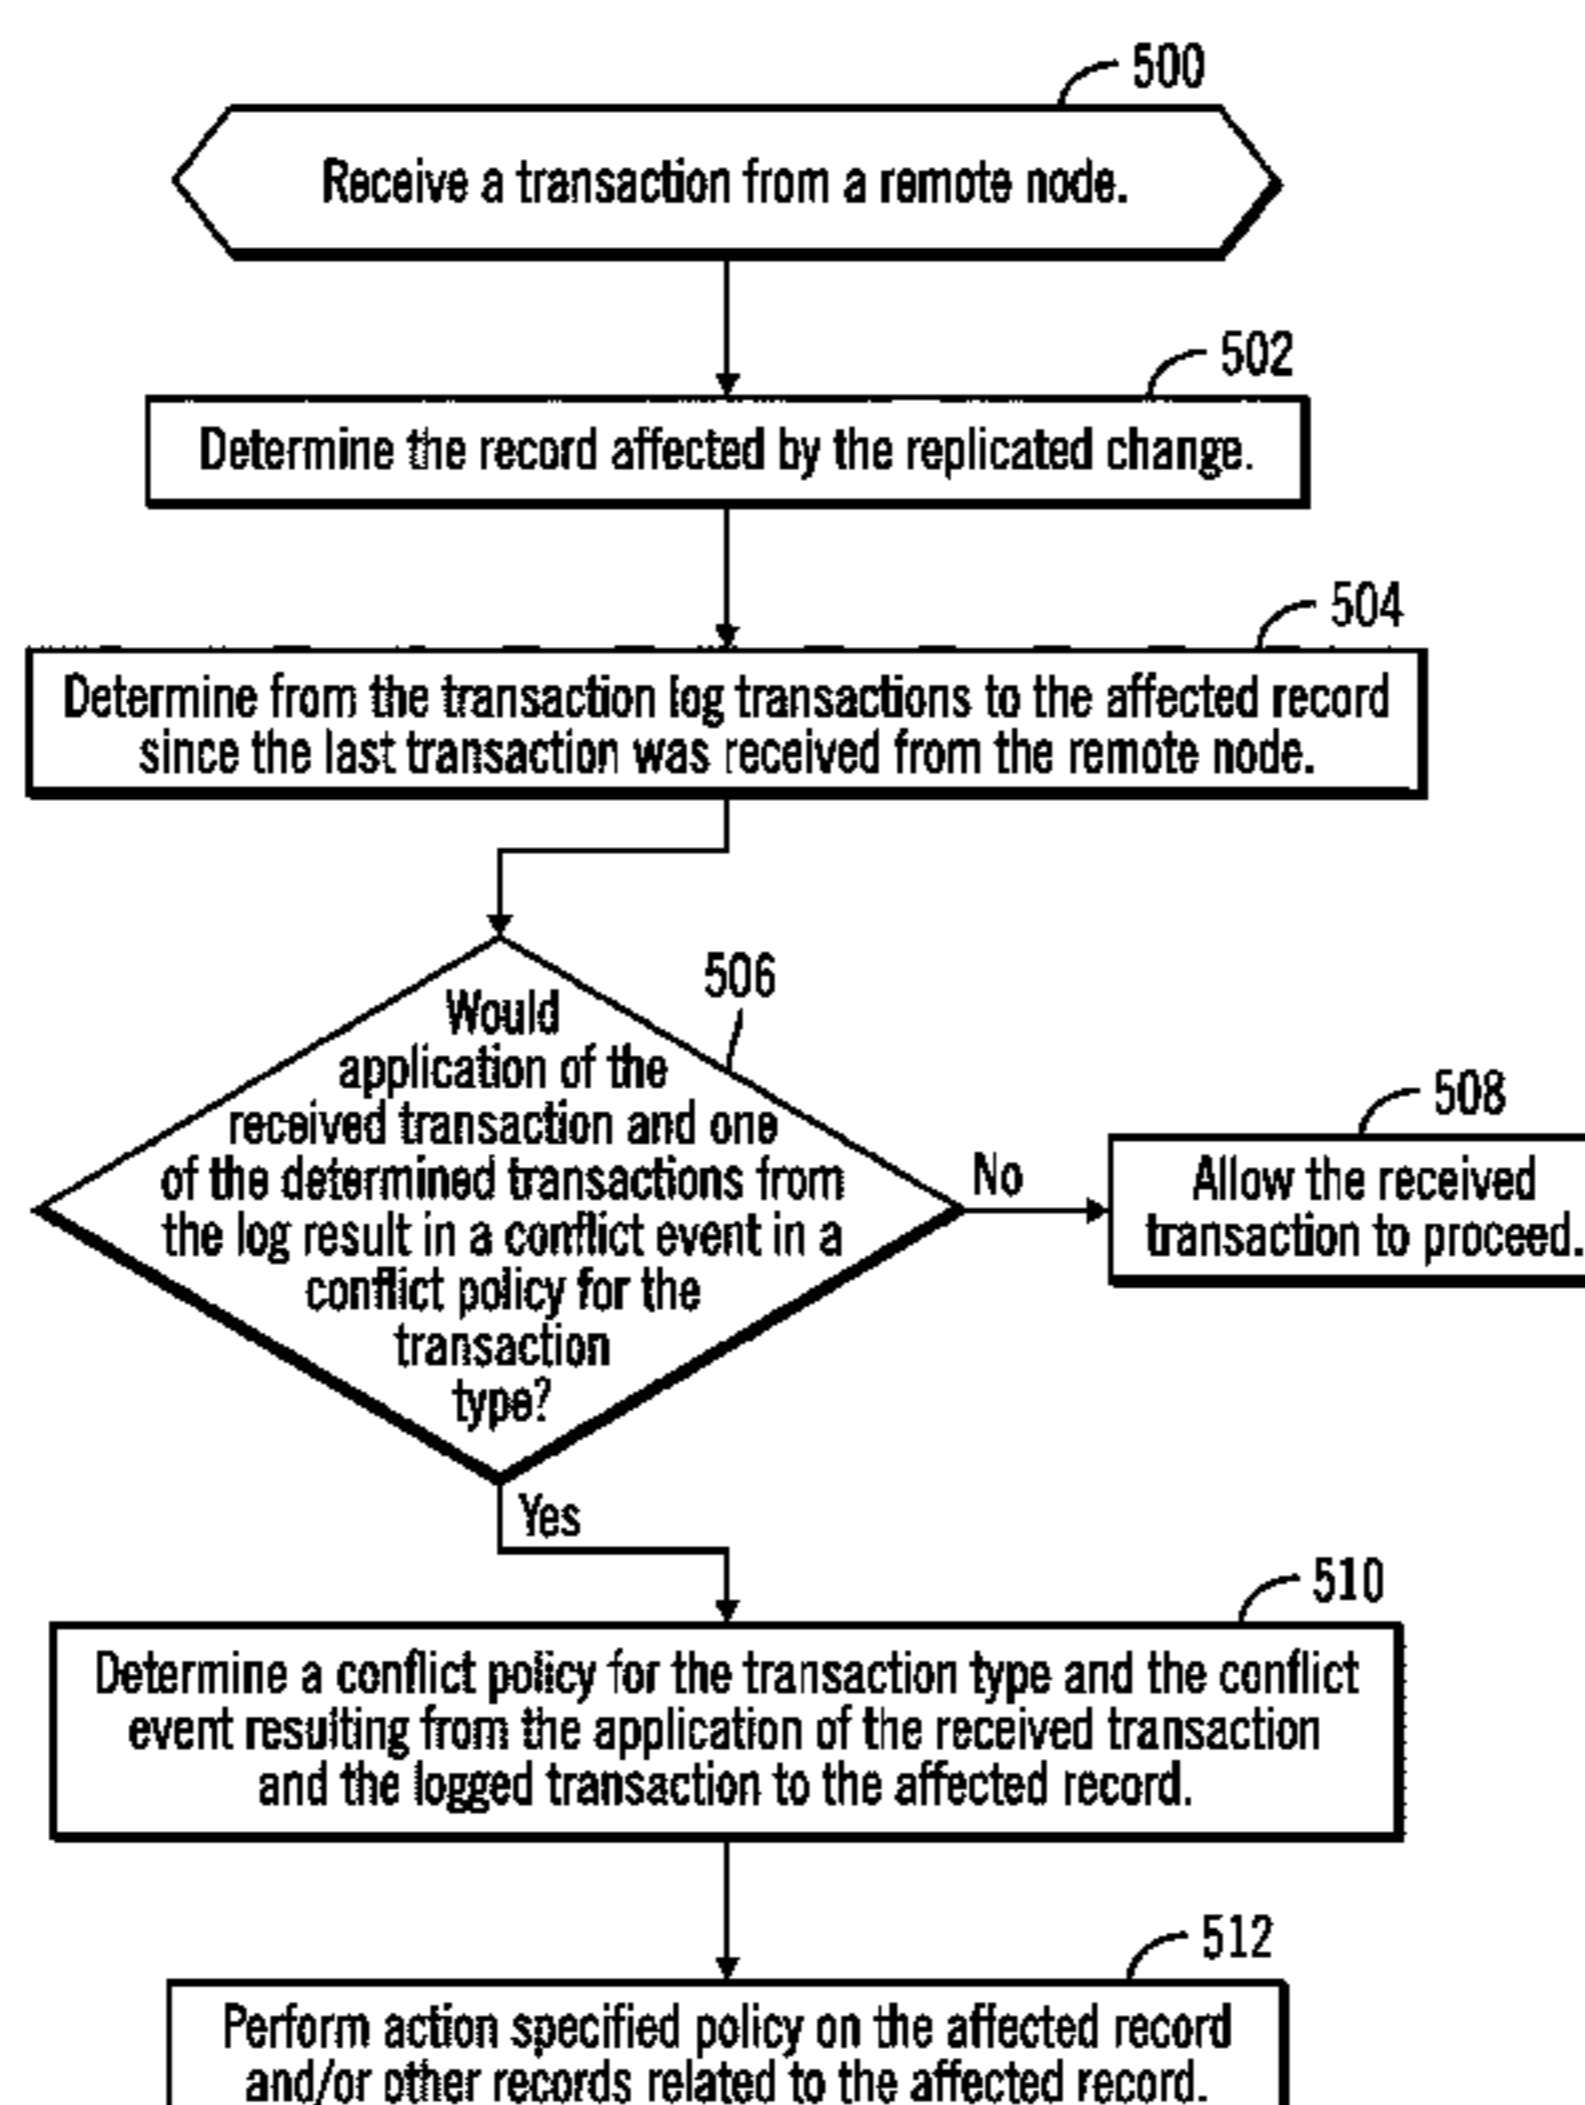 500
Receive a transaction from a remote node.
502
Determine the record affected by the replicated change.
504
Determine from the transaction log transactions to the affected record
since the last transaction was received from the remote node.
506
Would
application of the
received transaction and one
of the determined transactions from
the log result in a conflict event in a
conflict policy for the
transaction
type?
No
508
Allow the received
transaction to proceed.
Yes
510
Determine a conflict policy for the transaction type and the conflict
event resulting from the application of the received transaction
and the logged transaction to the affected record.
512
Perform action specified policy on the affected record
and/or other records related to the affected record.